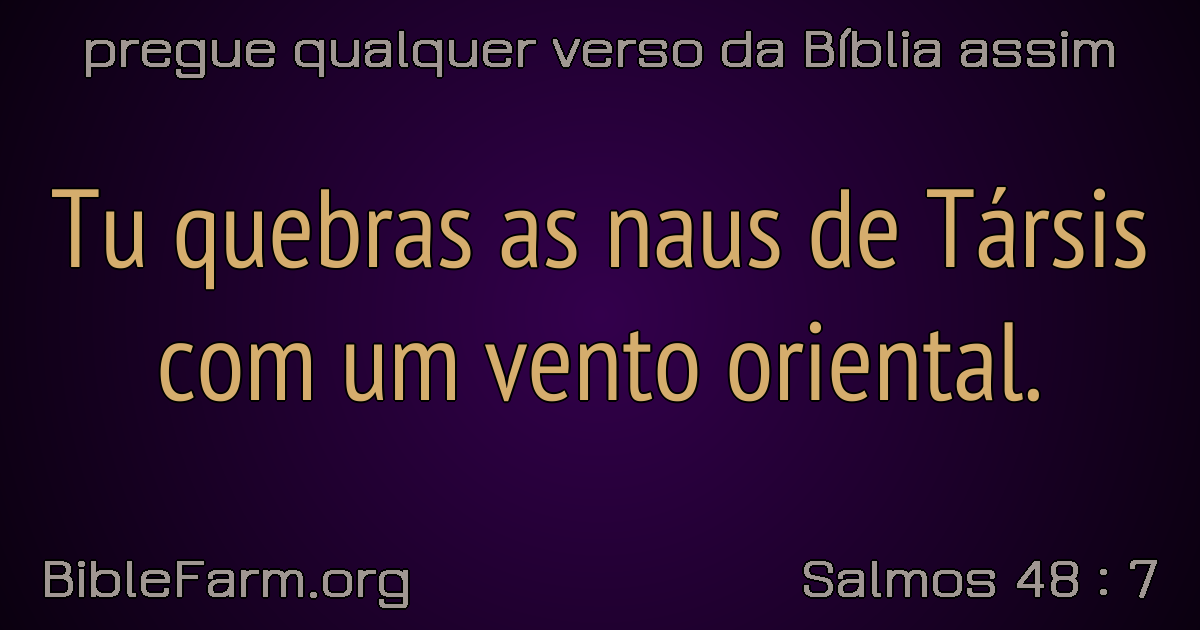 pregue qualquer verso da Bíblia assim
Tu quebras as naus de Társis
com um vento oriental.
BibleFarm.org
Salmos 48 : 7